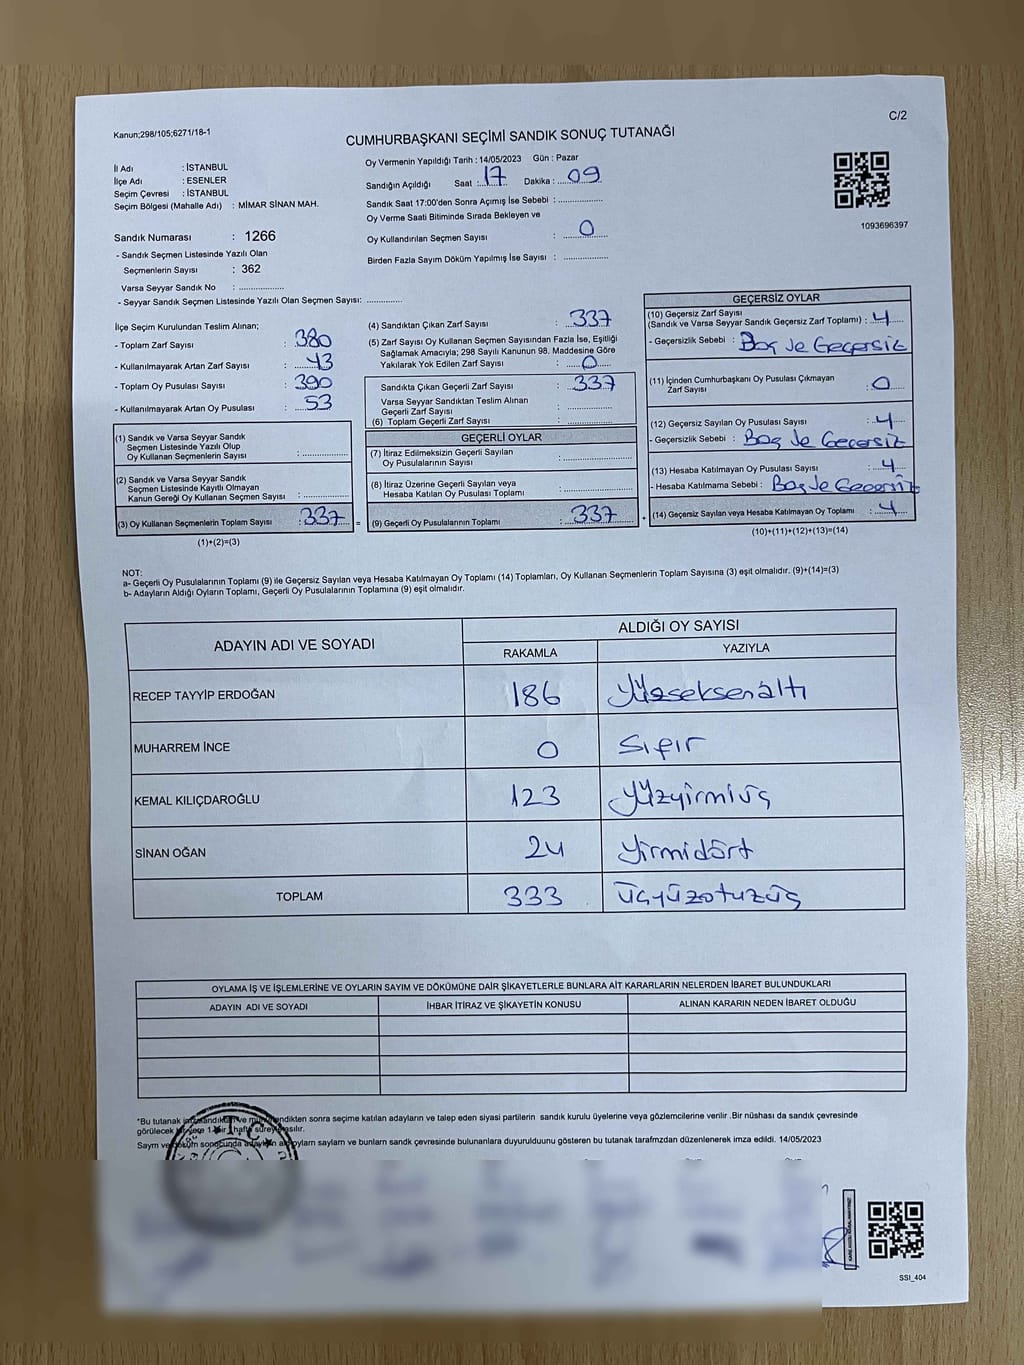 C/2
Kanun;298/105;6271/18-1
CUMHURBAŞKANI SEÇİMİ SANDIK SONUÇ TUTANAĞI
İl Adı : İSTANBUL
İlçe Adı : ESENLER
Seçim Çevresi : İSTANBUL
Seçim Bölgesi (Mahalle Adı) : MİMAR SİNAN MAH.
Sandık Numarası : 1266
- Sandık Seçmen Listesinde Yazılı Olan
Seçmenlerin Sayısı : 362
Varsa Seyyar Sandık No : ..................
- Seyyar Sandık Seçmen Listesinde Yazılı Olan Seçmen Sayısı: .............
Oy Vermenin Yapıldığı Tarih : 14/05/2023 Gün : Pazar
Sandığın Açıldığı Saat : 17 Dakika : 09
Sandık Saat 17:00'den Sonra Açımış İse Sebebi : ..................
Oy Verme Saati Bitiminde Sırada Bekleyen ve
Oy Kullandırılan Seçmen Sayısı : 0
Birden Fazla Sayım Döküm Yapılmış İse Sayısı : ..................
1093696397
İlçe Seçim Kurulundan Teslim Alınan;
- Toplam Zarf Sayısı : 380
- Kullanılmayarak Artan Zarf Sayısı : 43
- Toplam Oy Pusulası Sayısı : 390
- Kullanılmayarak Artan Oy Pusulası : 53
(1) Sandık ve Varsa Seyyar Sandık
Seçmen Listesinde Yazılı Olup
Oy Kullanan Seçmenlerin Sayısı : ..................
(2) Sandık ve Varsa Seyyar Sandık
Seçmen Listesinde Kayıtlı Olmayan
Kanun Gereği Oy Kullanan Seçmen Sayısı : ..................
(3) Oy Kullanan Seçmenlerin Toplam Sayısı : 337
(1)+(2)=(3)
=
(4) Sandıktan Çıkan Zarf Sayısı : 337
(5) Zarf Sayısı Oy Kullanan Seçmen Sayısından Fazla İse, Eşitliği
Sağlamak Amacıyla; 298 Sayılı Kanunun 98. Maddesine Göre
Yakılarak Yok Edilen Zarf Sayısı : 0
Sandıkta Çıkan Geçerli Zarf Sayısı : 337
Varsa Seyyar Sandıktan Teslim Alınan
Geçerli Zarf Sayısı : ..................
(6) Toplam Geçerli Zarf Sayısı : ..................
GEÇERLİ OYLAR
(7) İtiraz Edilmeksizin Geçerli Sayılan
Oy Pusulalarının Sayısı : ..................
(8) İtiraz Üzerine Geçerli Sayılan veya
Hesaba Katılan Oy Pusulası Toplamı : ..................
(9) Geçerli Oy Pusulalarının Toplamı : 337
+
GEÇERSİZ OYLAR
(10) Geçersiz Zarf Sayısı
(Sandık ve Varsa Seyyar Sandık Geçersiz Zarf Toplamı) : 4
- Geçersizlik Sebebi : Boş Ve Geçersiz
(11) İçinden Cumhurbaşkanı Oy Pusulası Çıkmayan
Zarf Sayısı : 0
(12) Geçersiz Sayılan Oy Pusulası Sayısı : 4
- Geçersizlik Sebebi : Boş Ve Geçersiz
(13) Hesaba Katılmayan Oy Pusulası Sayısı : 4
- Hesaba Katılmama Sebebi : Boş Ve Geçersiz
(14) Geçersiz Sayılan veya Hesaba Katılmayan Oy Toplamı : 4
(10)+(11)+(12)+(13)=(14)
NOT:
a- Geçerli Oy Pusulalarının Toplamı (9) ile Geçersiz Sayılan veya Hesaba Katılmayan Oy Toplamı (14) Toplamları, Oy Kullanan Seçmenlerin Toplam Sayısına (3) eşit olmalıdır. (9)+(14)=(3)
b- Adayların Aldığı Oyların Toplamı, Geçerli Oy Pusulalarının Toplamına (9) eşit olmalıdır.
ADAYIN ADI VE SOYADI
ALDIĞI OY SAYISI
RAKAMLA YAZIYLA
RECEP TAYYİP ERDOĞAN 186 Yüzseksenaltı
MUHARREM İNCE 0 Sıfır
KEMAL KILIÇDAROĞLU 123 Yüzyirmiüç
SİNAN OĞAN 24 Yirmidört
TOPLAM 333 üçyüzotuzüç
OYLAMA İŞ VE İŞLEMLERİNE VE OYLARIN SAYIM VE DÖKÜMÜNE DAİR ŞİKAYETLERLE BUNLARA AİT KARARLARIN NELERDEN İBARET BULUNDUKLARI
ADAYIN ADI VE SOYADI İHBAR İTİRAZ VE ŞİKAYETİN KONUSU ALINAN KARARIN NEDEN İBARET OLDUĞU
*Bu tutanak ve sonra seçime katılan adayların ve talep eden siyasi partilerin sandık kurulu üyelerine veya gözlemcilerine verilir .Bir nüshası da sandık çevresinde
görülecek bir yere 1 hafta süreyle asılır.
Sayım ve sonucunda saylam ve bunların sandk çevresinde bulunanlara duyurulduunu gösteren bu tutanak tarafmzdan düzenlenerek imza edildi. 14/05/2023
T.C.
SSI_404